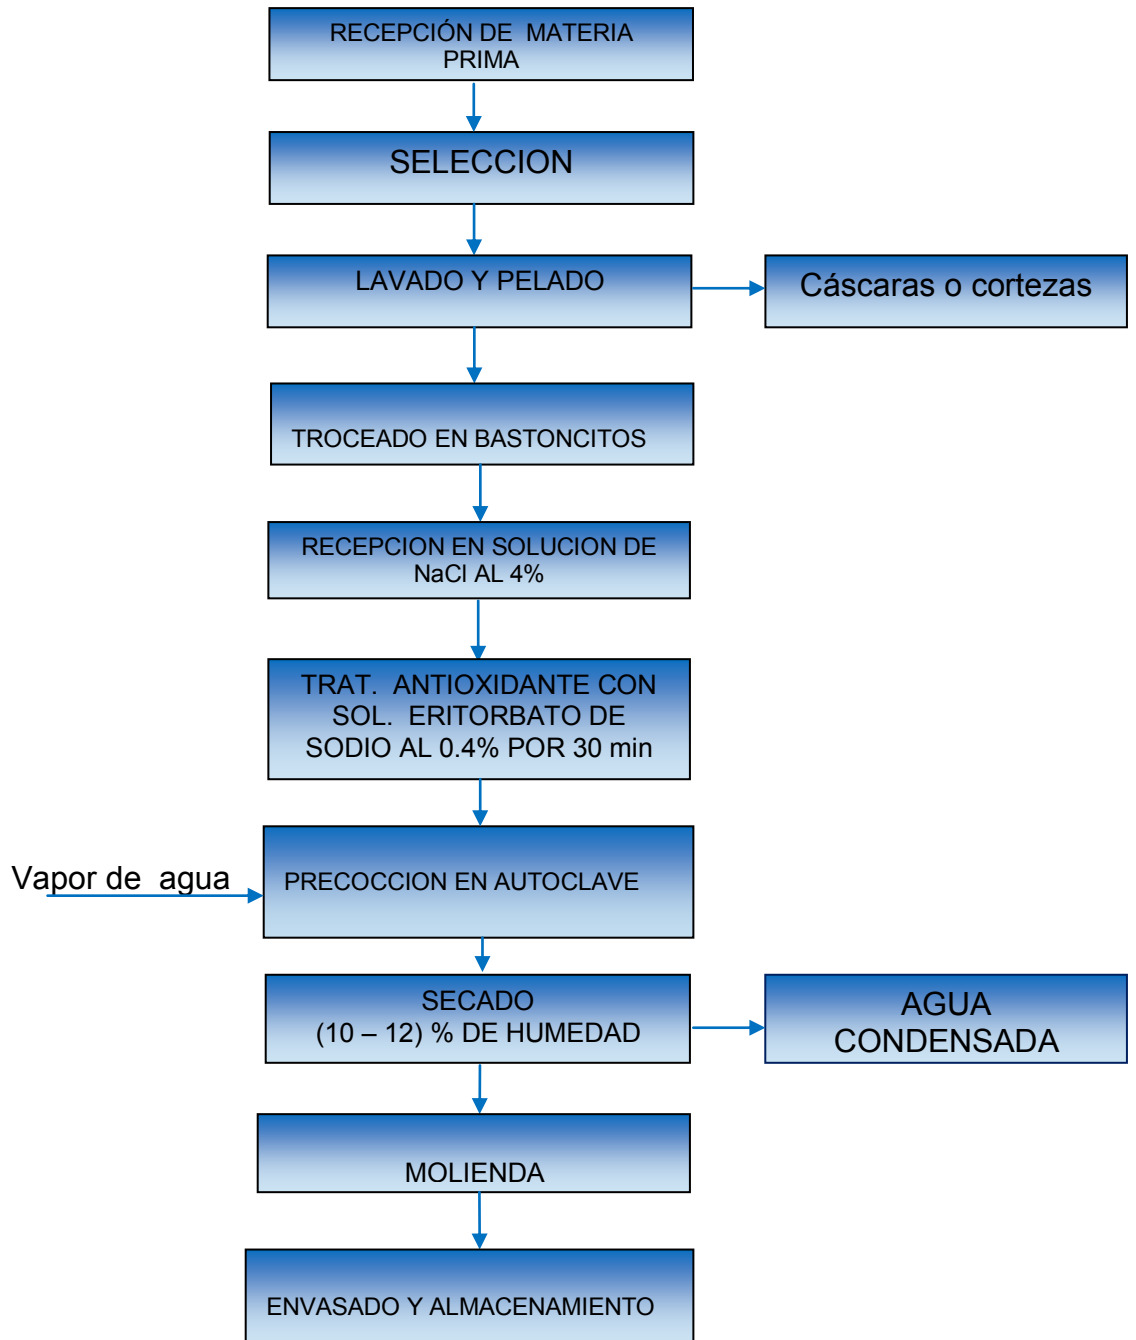 RECEPCIÓN DE MATERIA
PRIMA
SELECCION
LAVADO Y PELADO
Cáscaras o cortezas
TROCEADO EN BASTONCITOS
RECEPCION EN SOLUCION DE
NaCl AL 4%
TRAT. ANTIOXIDANTE CON
SOL. ERITORBATO DE
SODIO AL 0.4% POR 30 min
Vapor de agua
PRECOCCION EN AUTOCLAVE
SECADO
(10 – 12) % DE HUMEDAD
AGUA
CONDENSADA
MOLIENDA
ENVASADO Y ALMACENAMIENTO